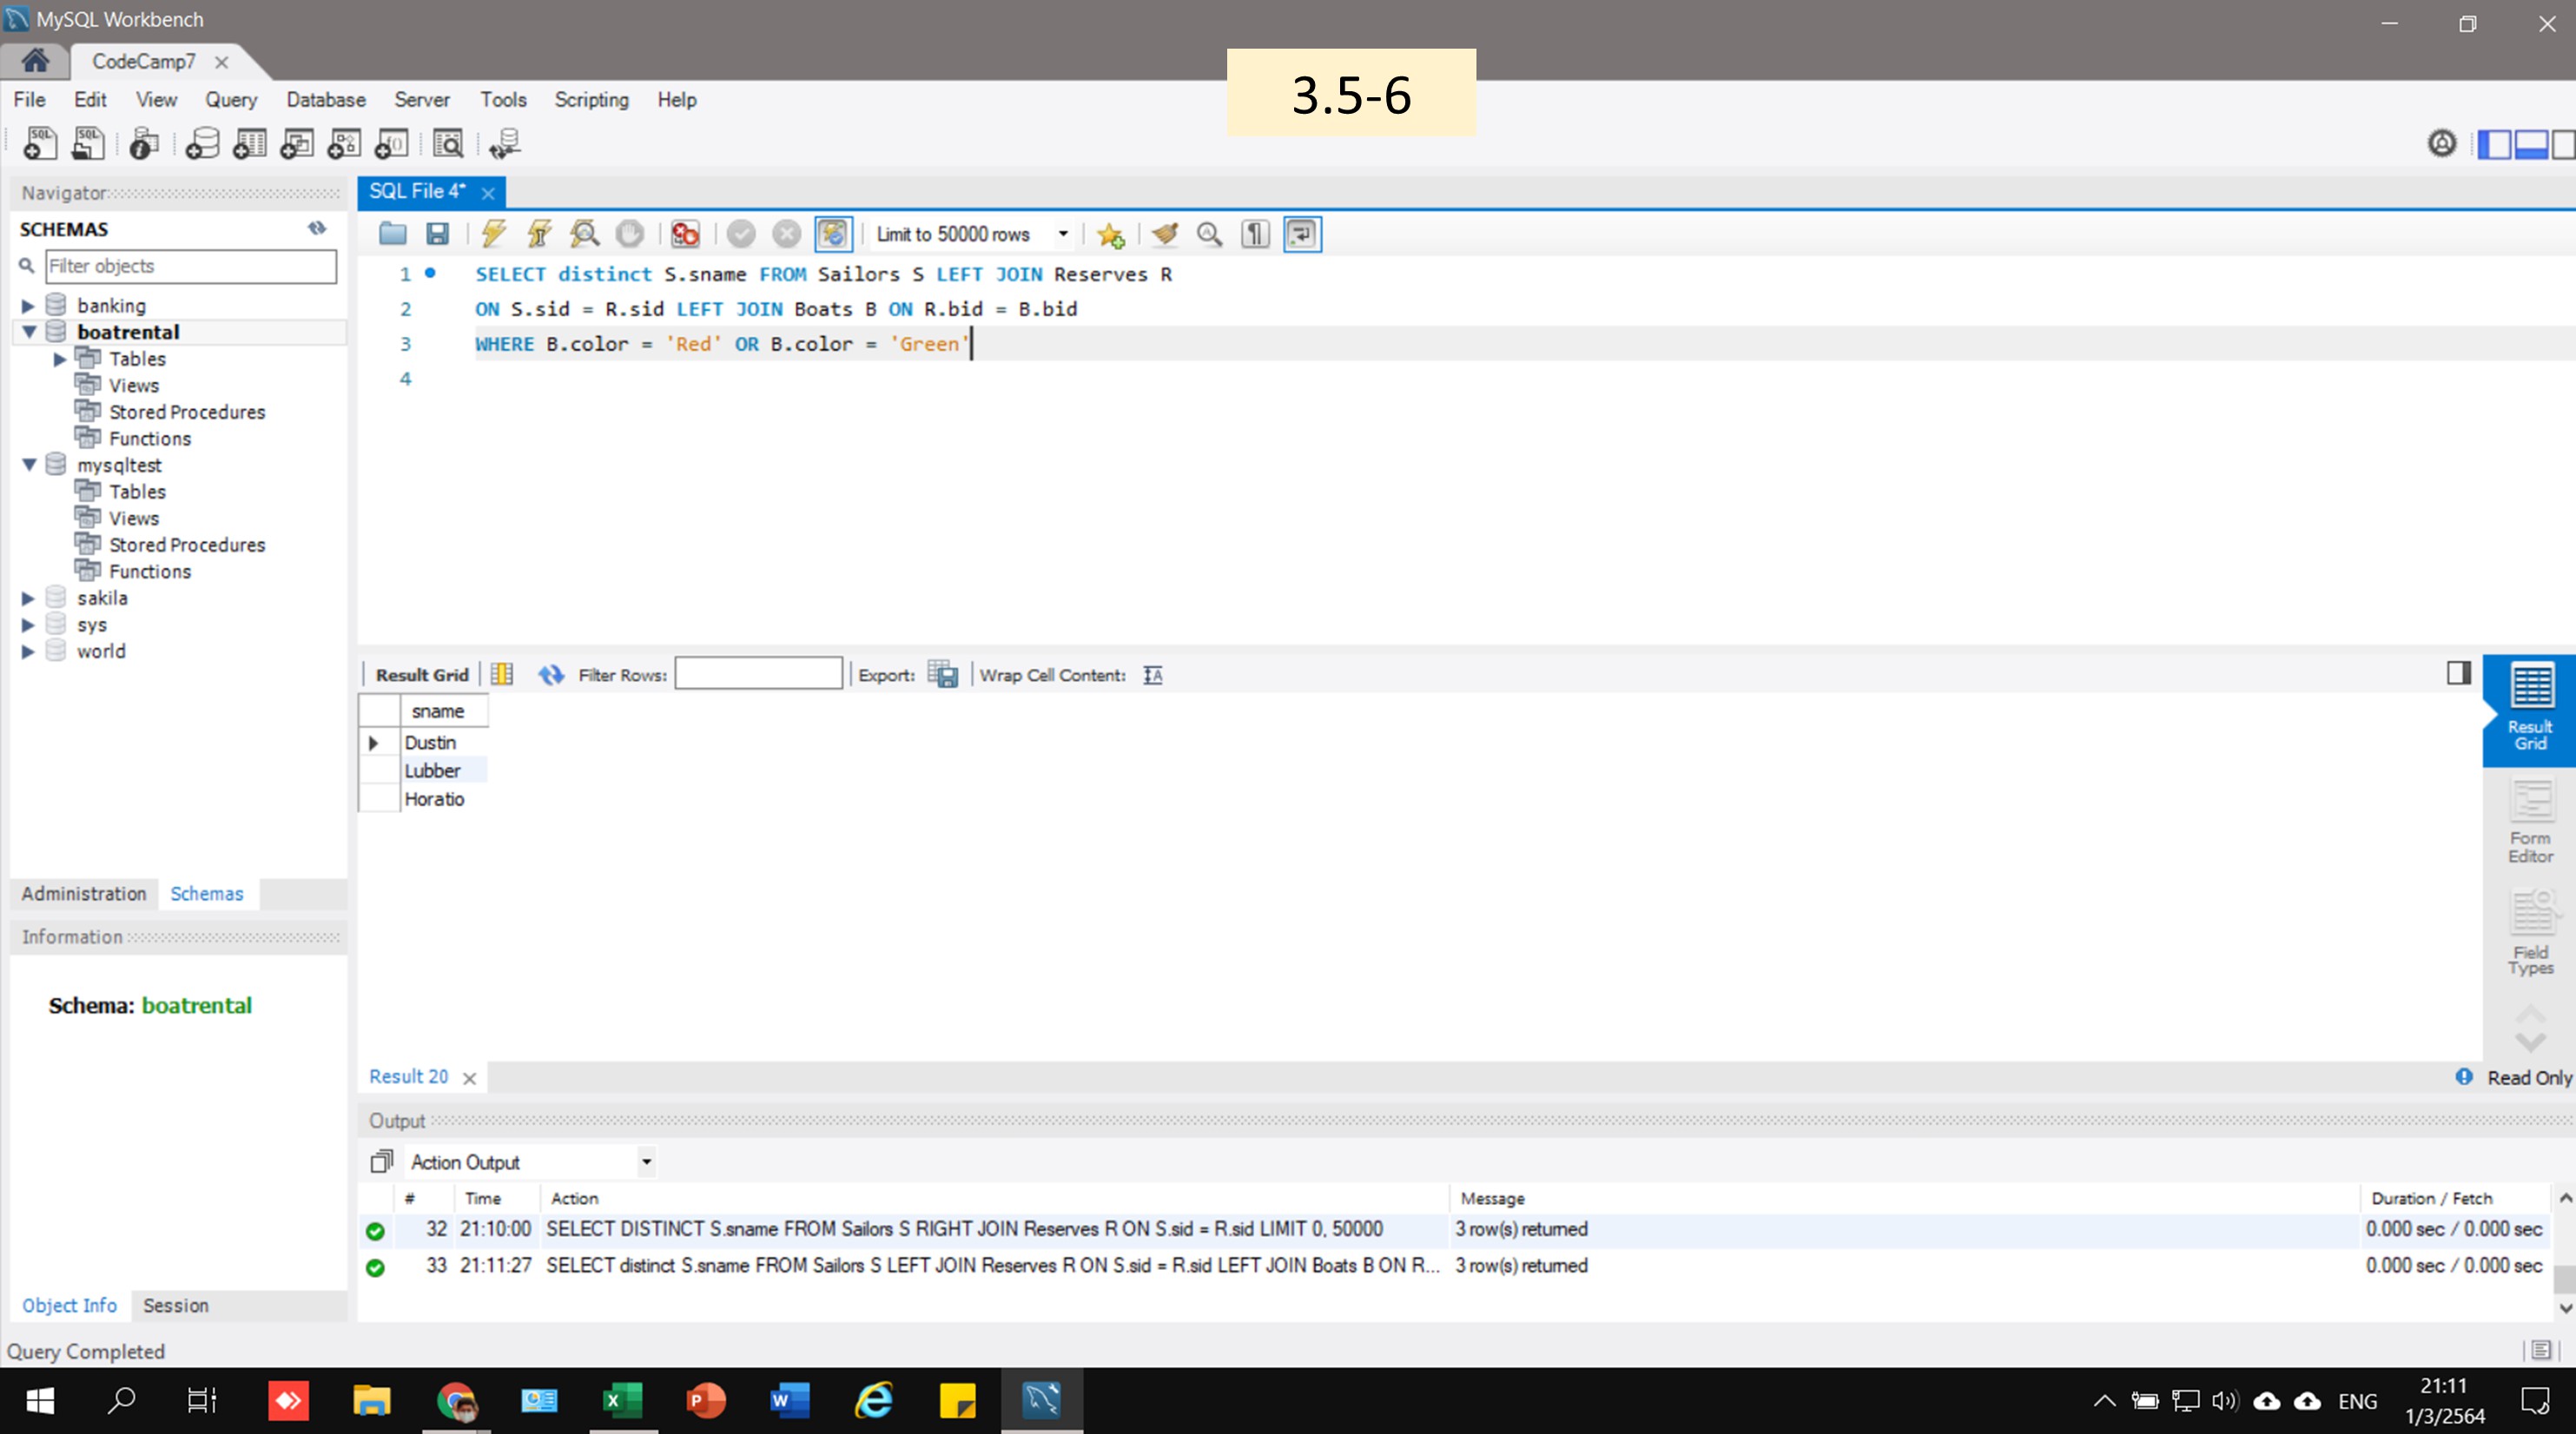 MySQL Workbench
CodeCamp7
3.5-6
File Edit View Query Database Server Tools Scripting Help
Navigator
SQL File 4*
SCHEMAS
Limit to 50000 rows
Filter objects
1 SELECT distinct S.sname FROM Sailors S LEFT JOIN Reserves R
2 ON S.sid = R.sid LEFT JOIN Boats B ON R.bid = B.bid
3 WHERE B.color = 'Red' OR B.color = 'Green'
4
banking
boatrental
Tables
Views
Stored Procedures
Functions
mysqltest
Tables
Views
Stored Procedures
Functions
sakila
sys
world
Result Grid Filter Rows: Export: Wrap Cell Content:
sname
Dustin
Lubber
Horatio
Result
Grid
Form
Editor
Field
Types
Administration Schemas
Information
Schema: boatrental
Result 20
Read Only
Output
Action Output
# Time Action Message Duration / Fetch
32 21:10:00 SELECT DISTINCT S.sname FROM Sailors S RIGHT JOIN Reserves R ON S.sid = R.sid LIMIT 0, 50000 3 row(s) returned 0.000 sec / 0.000 sec
33 21:11:27 SELECT distinct S.sname FROM Sailors S LEFT JOIN Reserves R ON S.sid = R.sid LEFT JOIN Boats B ON R... 3 row(s) returned 0.000 sec / 0.000 sec
Object Info Session
Query Completed
ENG
21:11
1/3/2564